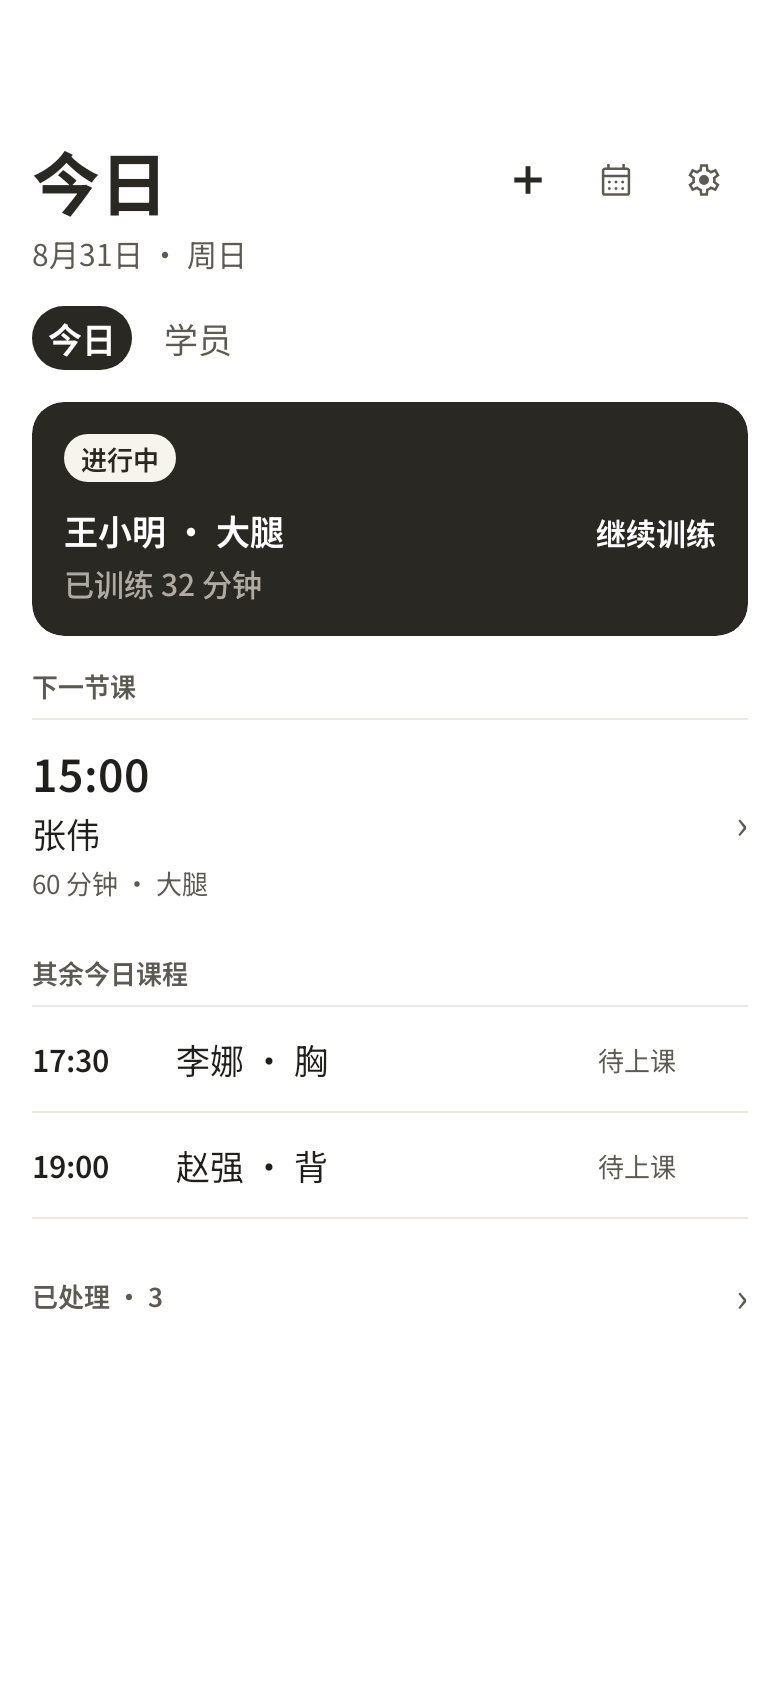 今日
8月31日 · 周日
今日 学员
进行中
王小明 · 大腿 继续训练
已训练 32 分钟
下一节课
15:00
张伟
60 分钟 · 大腿
其余今日课程
17:30 李娜 · 胸 待上课
19:00 赵强 · 背 待上课
已处理 · 3